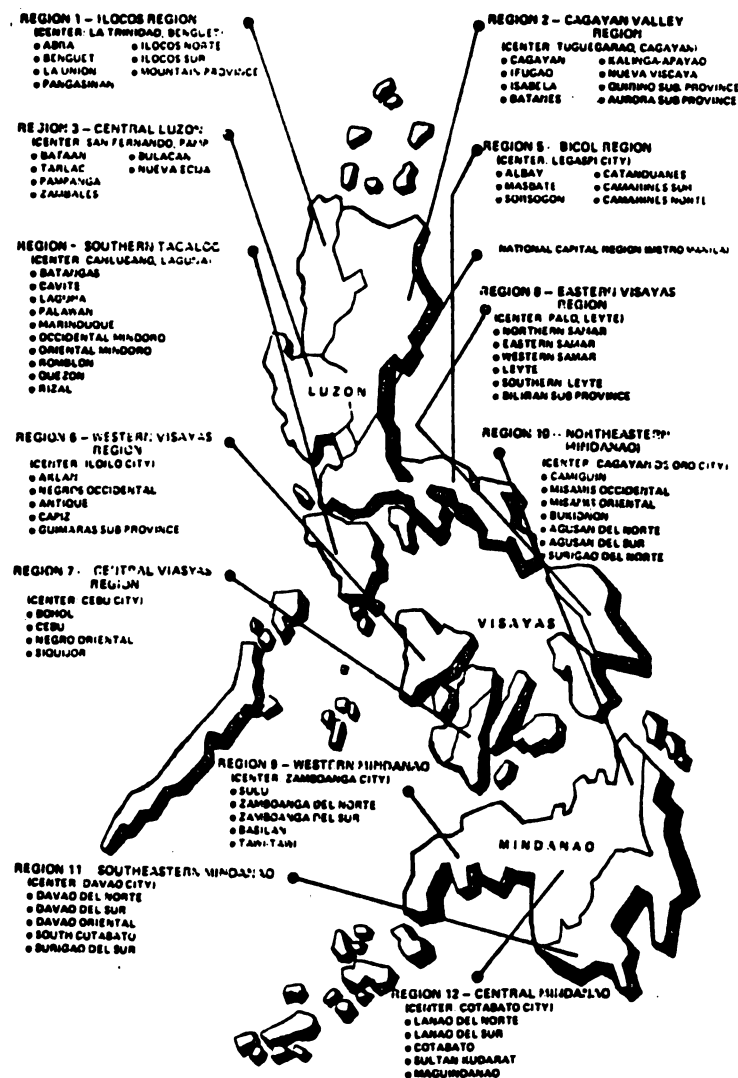 REGION 1 – ILOCOS REGION
(CENTER: LA TRINIDAD, BENGUET)
• ABRA • ILOCOS NORTE
• BENGUET • ILOCOS SUR
• LA UNION • MOUNTAIN PROVINCE
• PANGASINAN
REGION 2 – CAGAYAN VALLEY
REGION
(CENTER TUGUEGARAO, CAGAYAN)
• CAGAYAN • KALINGA-APAYAO
• IFUGAO • NUEVA VISCAYA
• ISABELA • QUIRINO SUB. PROVINCE
• BATANES • AURORA SUB PROVINCE
REGION 3 – CENTRAL LUZON
(CENTER SAN FERNANDO, PAMP
• BATAAN • BULACAN
• TARLAC • NUEVA ECIJA
• PAMPANGA
• ZAMBALES
REGION 5 - BICOL REGION
(CENTER: LEGASPI CITY)
• ALBAY • CATANDUANES
• MASBATE • CAMARINES SUR
• SORSOGON • CAMARINES NORTE
REGION - SOUTHERN TAGALOG
(CENTER CANLUBANG, LAGUNA)
• BATANGAS
• CAVITE
• LAGUNA
• PALAWAN
• MARINDUQUE
• OCCIDENTAL MINDORO
• ORIENTAL MINDORO
• ROMBLON
• QUEZON
• RIZAL
NATIONAL CAPITAL REGION (METRO MANILA)
REGION 8 – EASTERN VISAYAS
REGION
(CENTER: PALO, LEYTE)
• NORTHERN SAMAR
• EASTERN SAMAR
• WESTERN SAMAR
• LEYTE
• SOUTHERN LEYTE
• BILIRAN SUB PROVINCE
LUZON
REGION 6 – WESTERN VISAYAS
REGION
(CENTER: ILOILO CITY)
• AKLAN
• NEGROS OCCIDENTAL
• ANTIQUE
• CAPIZ
• GUIMARAS SUB PROVINCE
REGION 10 - NORTHEASTERN
MINDANAO
(CENTER CAGAYAN DE ORO CITY)
• CAMIGUIN
• MISAMIS OCCIDENTAL
• MISAMIS ORIENTAL
• BUKIDNON
• AGUSAN DEL NORTE
• AGUSAN DEL SUR
• SURIGAO DEL NORTE
REGION 7 - CENTRAL VIASYAS
REGION
(CENTER CEBU CITY)
• BOHOL
• CEBU
• NEGRO ORIENTAL
• SIQUIJOR
VISAYAS
REGION 9 – WESTERN MINDANAO
(CENTER ZAMBOANGA CITY)
• SULU
• ZAMBOANGA DEL NORTE
• ZAMBOANGA DEL SUR
• BASILAN
• TAWI-TAWI
MINDANAO
REGION 11 SOUTHEASTERN MINDANAO
(CENTER DAVAO CITY)
• DAVAO DEL NORTE
• DAVAO DEL SUR
• DAVAO ORIENTAL
• SOUTH COTABATO
• SURIGAO DEL SUR
REGION 12 – CENTRAL MINDANAO
(CENTER: COTABATO CITY)
• LANAO DEL NORTE
• LANAO DEL SUR
• COTABATO
• SULTAN KUDARAT
• MAGUINDANAO